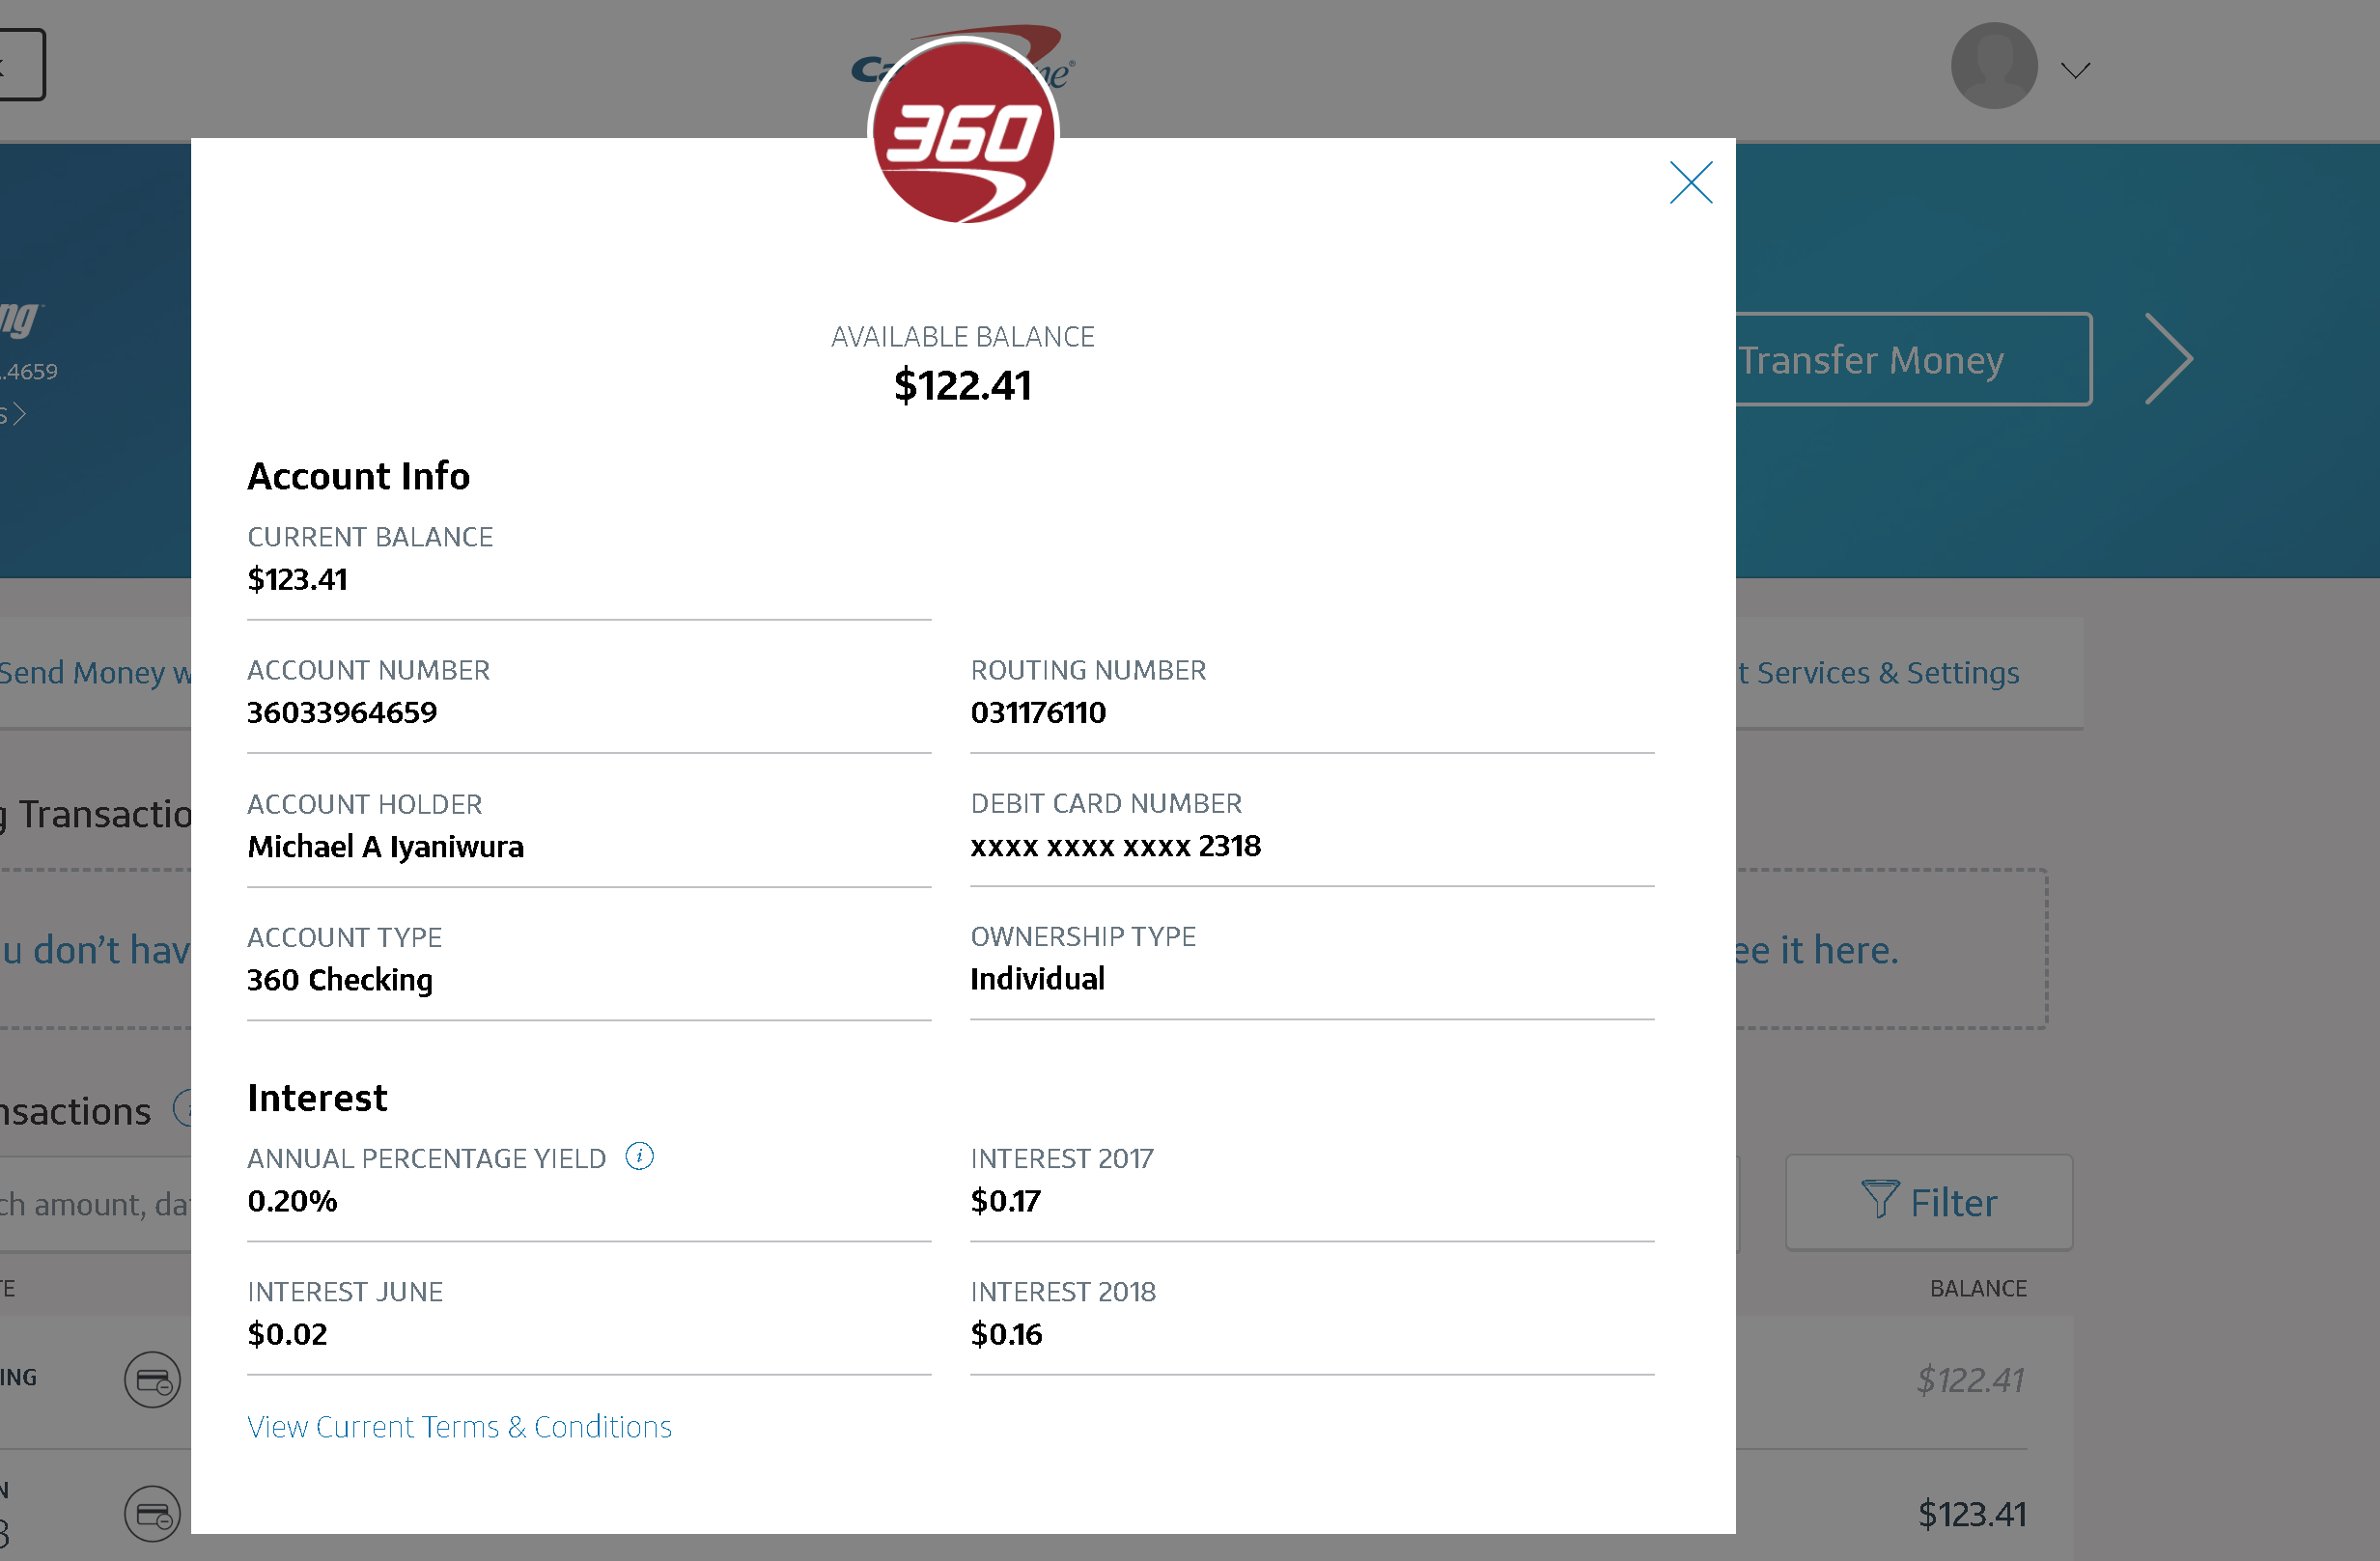 360
AVAILABLE BALANCE
$122.41
ng
..4659
Transfer Money
Account Info
CURRENT BALANCE
$123.41
Send Money w
t Services & Settings
ACCOUNT NUMBER
36033964659
ROUTING NUMBER
031176110
g Transactio
ACCOUNT HOLDER
Michael A Iyaniwura
DEBIT CARD NUMBER
xxxx xxxx xxxx 2318
u don't hav
ee it here.
ACCOUNT TYPE
360 Checking
OWNERSHIP TYPE
Individual
Interest
nsactions
ANNUAL PERCENTAGE YIELD
0.20%
INTEREST 2017
$0.17
ch amount, da
Filter
INTEREST JUNE
$0.02
INTEREST 2018
$0.16
TE
BALANCE
ING
$122.41
View Current Terms & Conditions
N
$123.41